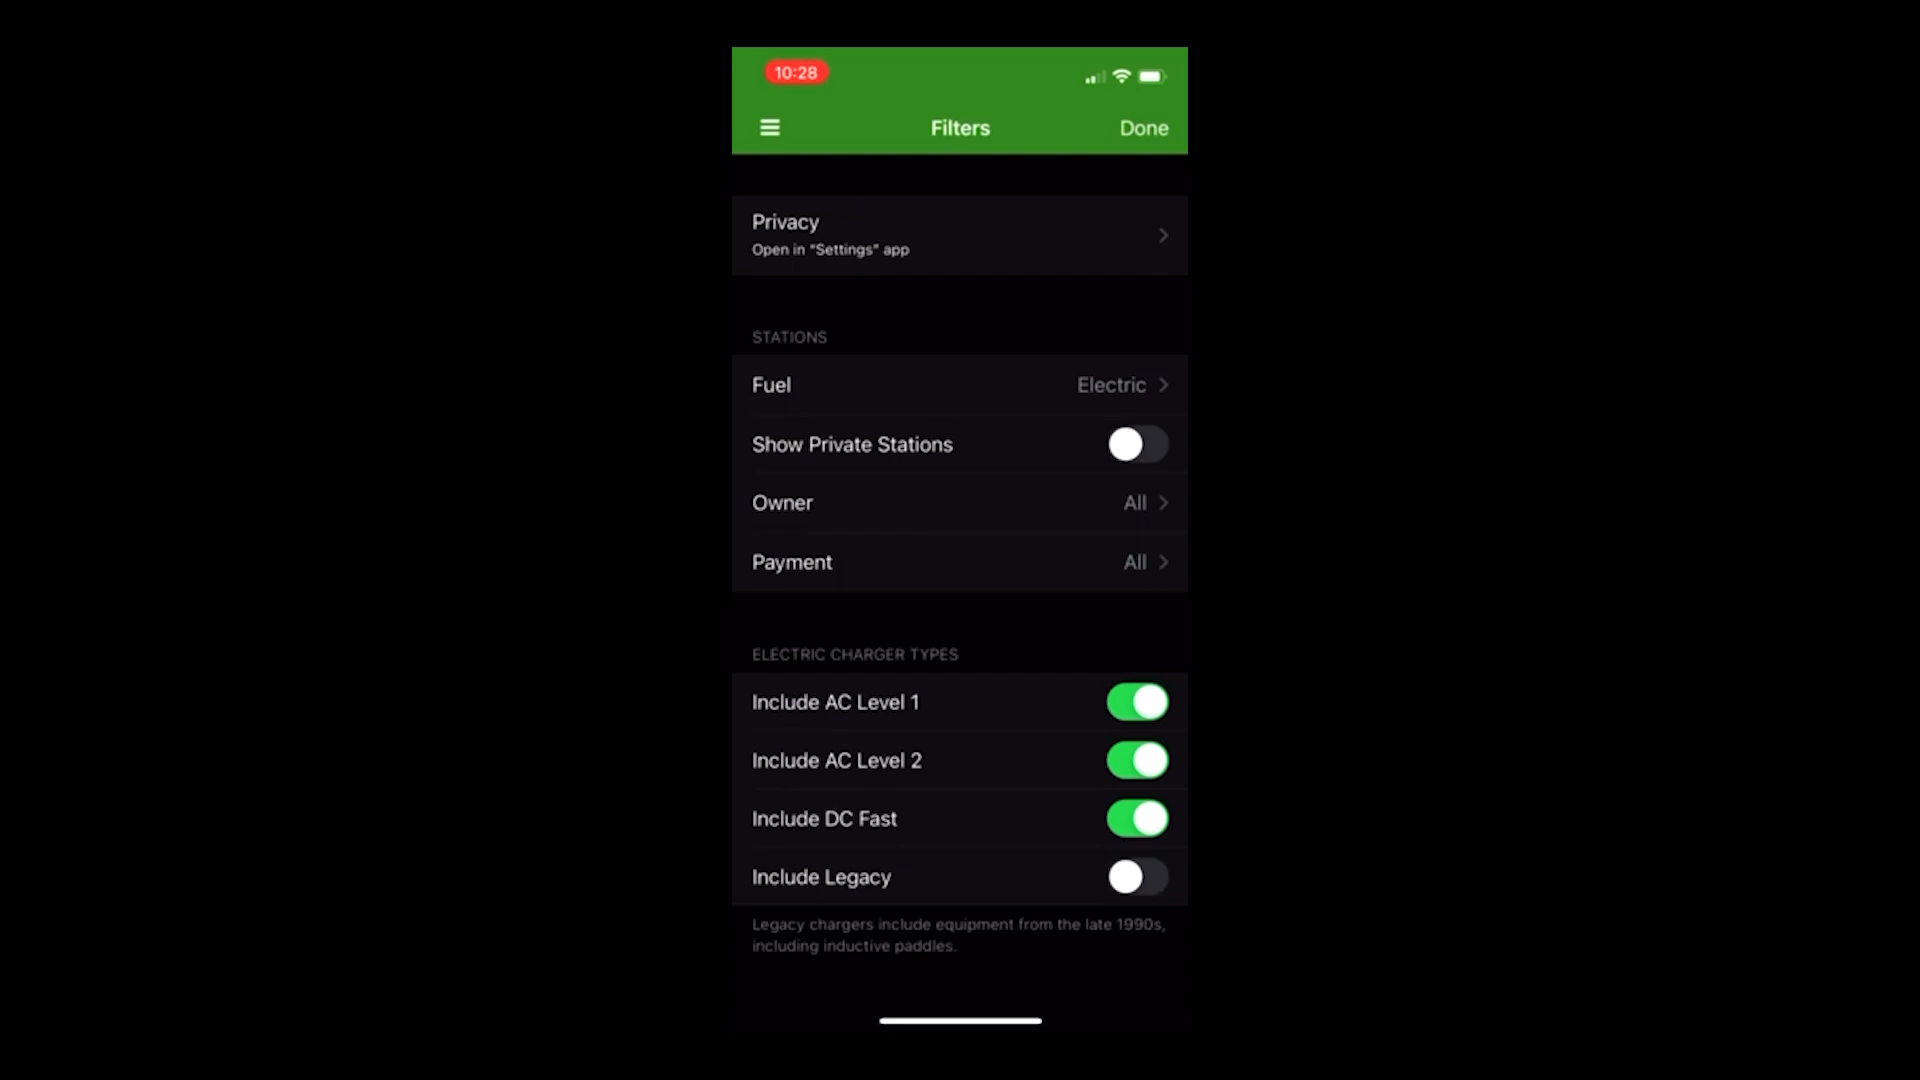 10:28
Filters
Done
Privacy
Open in "Settings" app
STATIONS
Fuel
Electric
Show Private Stations
Owner
All
Payment
All
ELECTRIC CHARGER TYPES
Include AC Level 1
Include AC Level 2
Include DC Fast
Include Legacy
Legacy chargers include equipment from the late 1990s,
including inductive paddles.